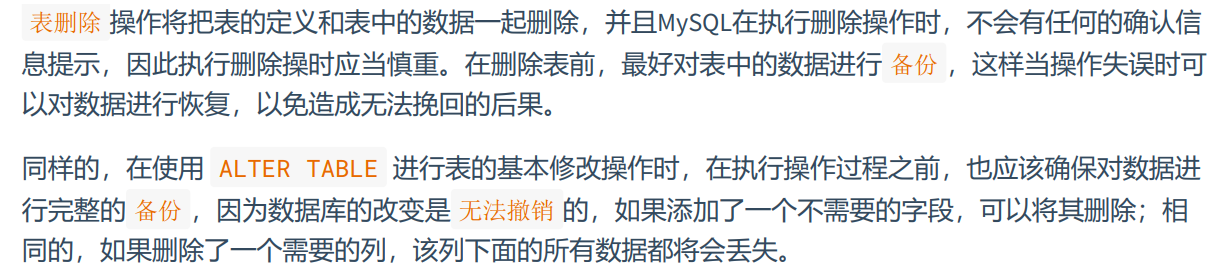 表删除 操作将把表的定义和表中的数据一起删除，并且MySQL在执行删除操作时，不会有任何的确认信
息提示，因此执行删除操时应当慎重。在删除表前，最好对表中的数据进行 备份 ，这样当操作失误时可
以对数据进行恢复，以免造成无法挽回的后果。
同样的，在使用 ALTER TABLE 进行表的基本修改操作时，在执行操作过程之前，也应该确保对数据进
行完整的 备份 ，因为数据库的改变是 无法撤销 的，如果添加了一个不需要的字段，可以将其删除；相
同的，如果删除了一个需要的列，该列下面的所有数据都将会丢失。